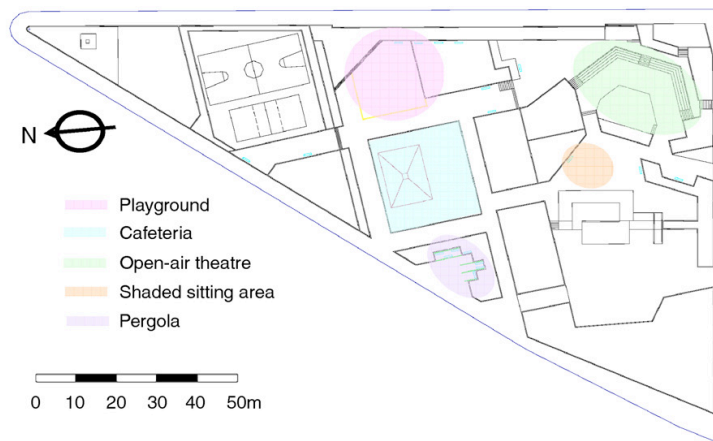 N
Playground
Cafeteria
Open-air theatre
Shaded sitting area
Pergola
0 10 20 30 40 50m